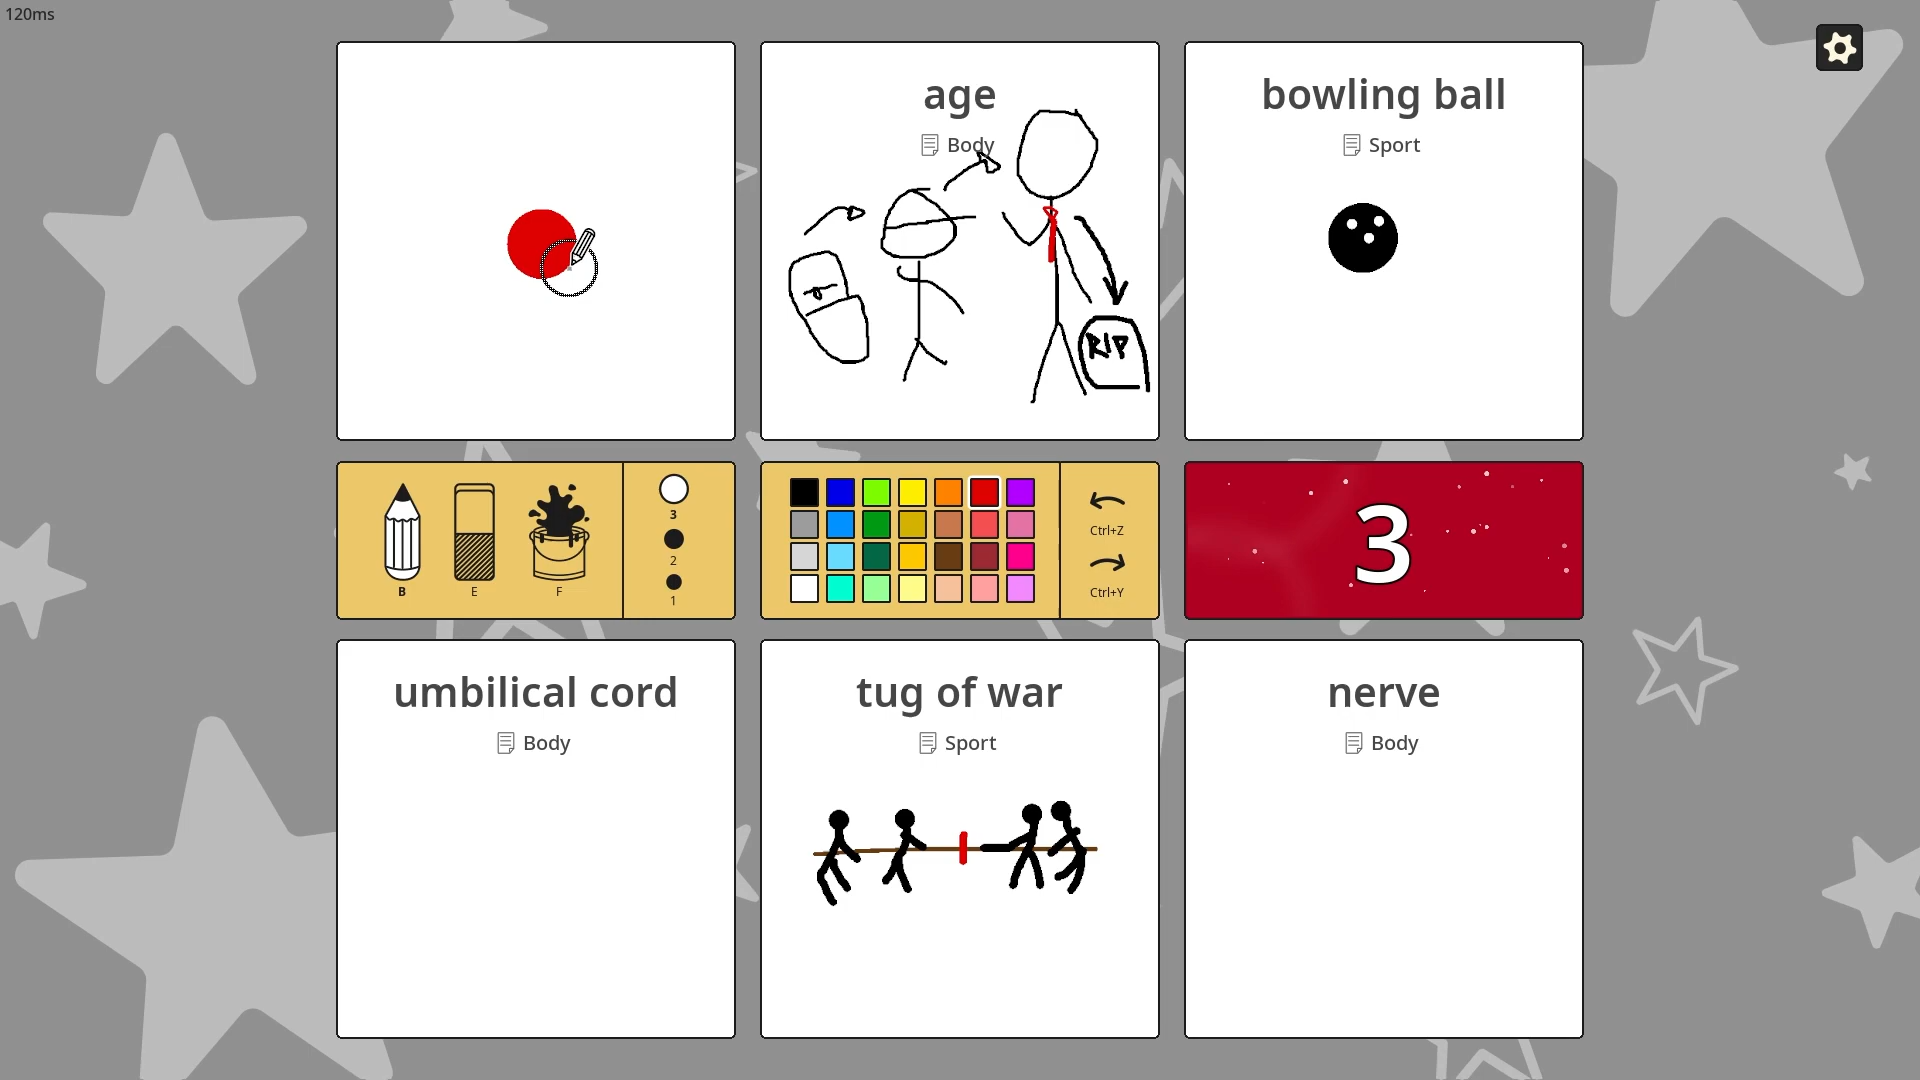 120ms
age
Body
bowling ball
Sport
RIP
B
E
F
3
2
1
Ctrl+Z
Ctrl+Y
3
umbilical cord
Body
tug of war
Sport
nerve
Body